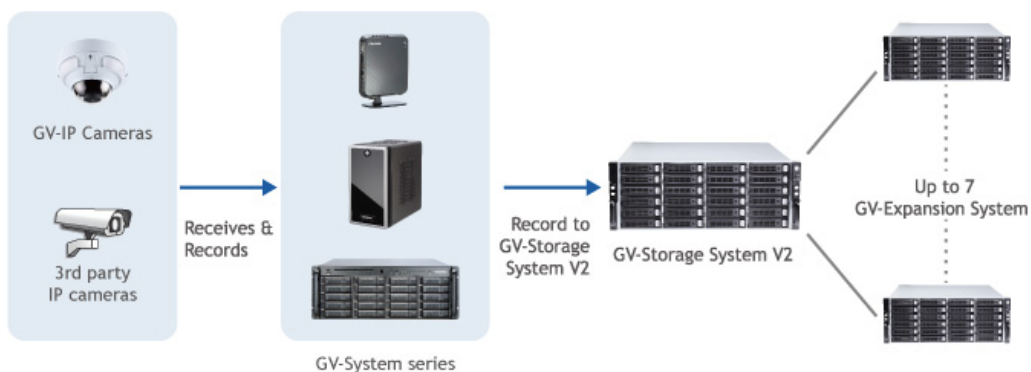 GV-IP Cameras
3rd party
IP cameras
Receives &
Records
GV-System series
Record to
GV-Storage
System V2
GV-Storage System V2
Up to 7
GV-Expansion System